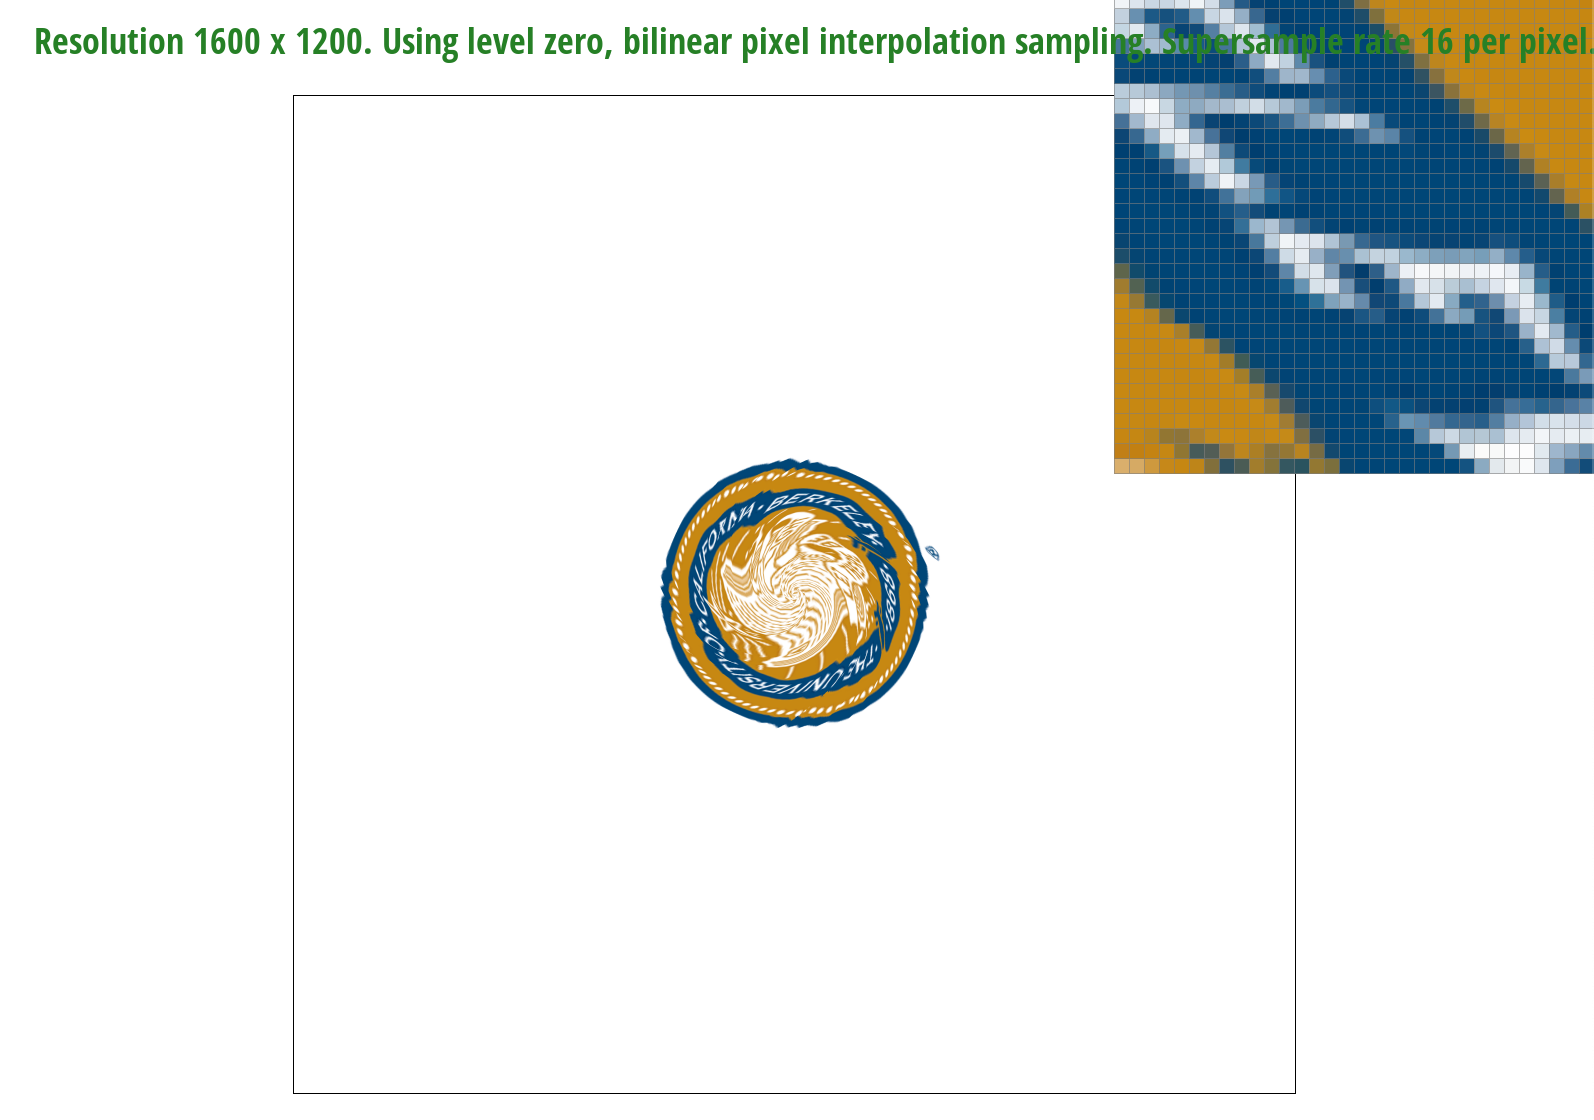 Resolution 1600 x 1200. Using level zero, bilinear pixel interpolation sampling. Supersample rate 16 per pixel.
THE UNIVERSITY OF CALIFORNIA · BERKELEY · 1868 ·